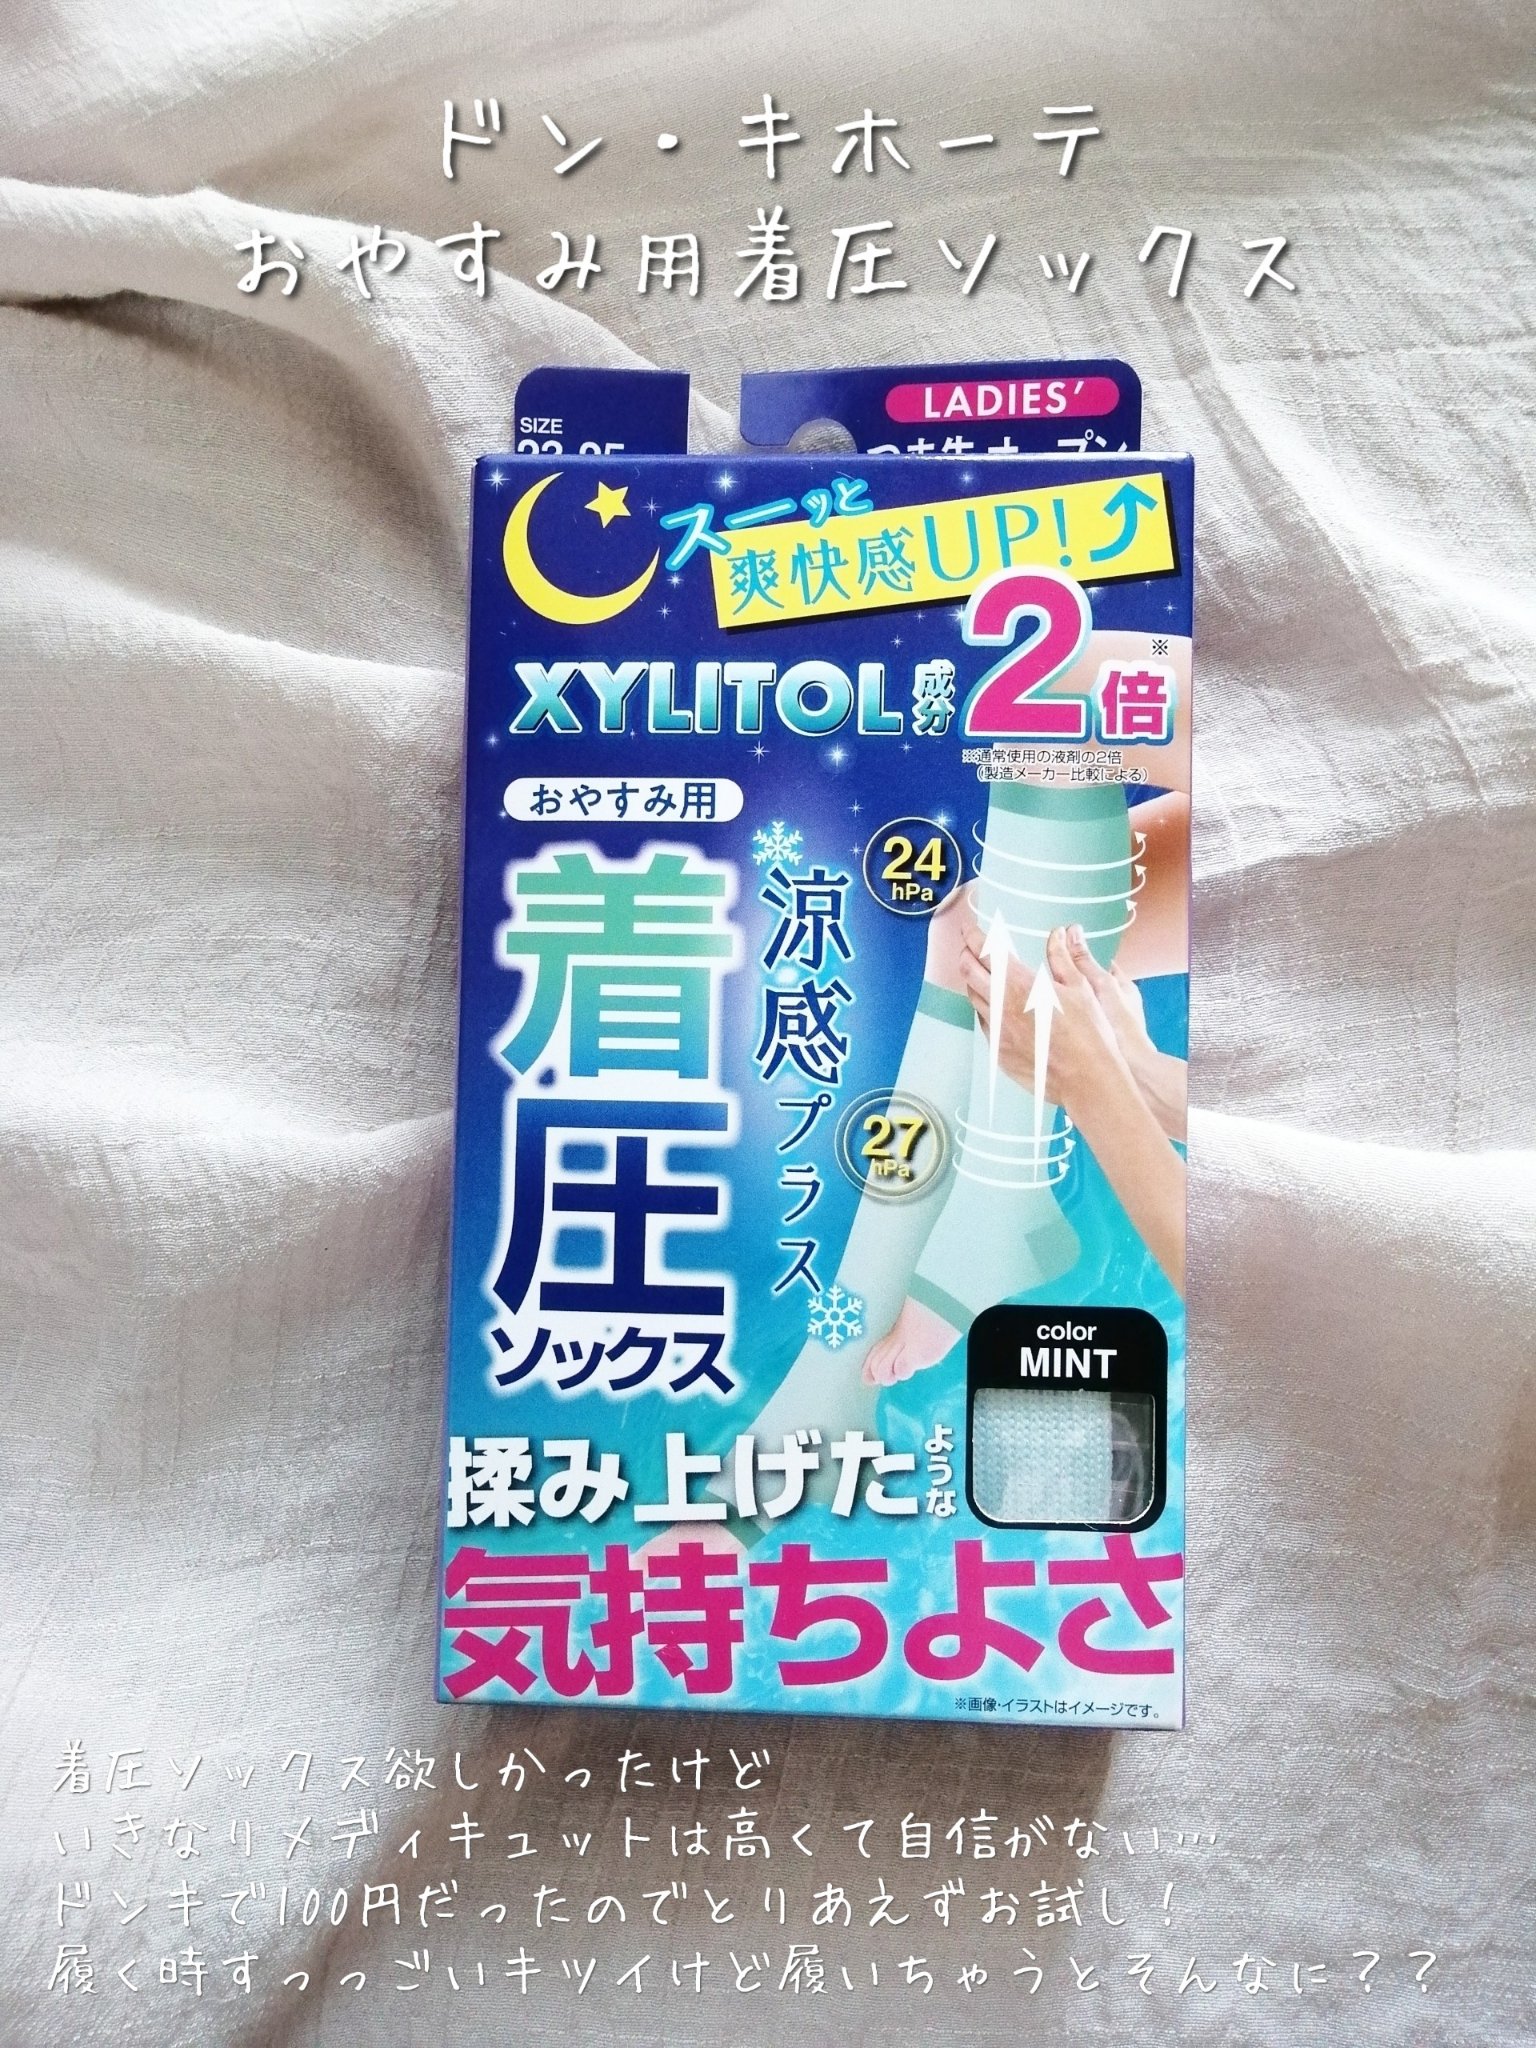 ドン・キホーテ
おやすみ用着圧ソックス
LADIES'
SIZE
スーッと
爽快感UP!
XYLITOL成分2倍※
※通常使用の液剤の2倍
(製造メーカー比較による)
おやすみ用
着圧
ソックス
涼感プラス
24
hPa
27
hPa
color
MINT
揉み上げたような
気持ちよさ
※画像・イラストはイメージです。
着圧ソックス欲しかったけど
いきなりメディキュットは高くて自信がない…
ドンキで100円だったのでとりあえずお試し！
履く時すっっごいキツイけど履いちゃうとそんなに？？